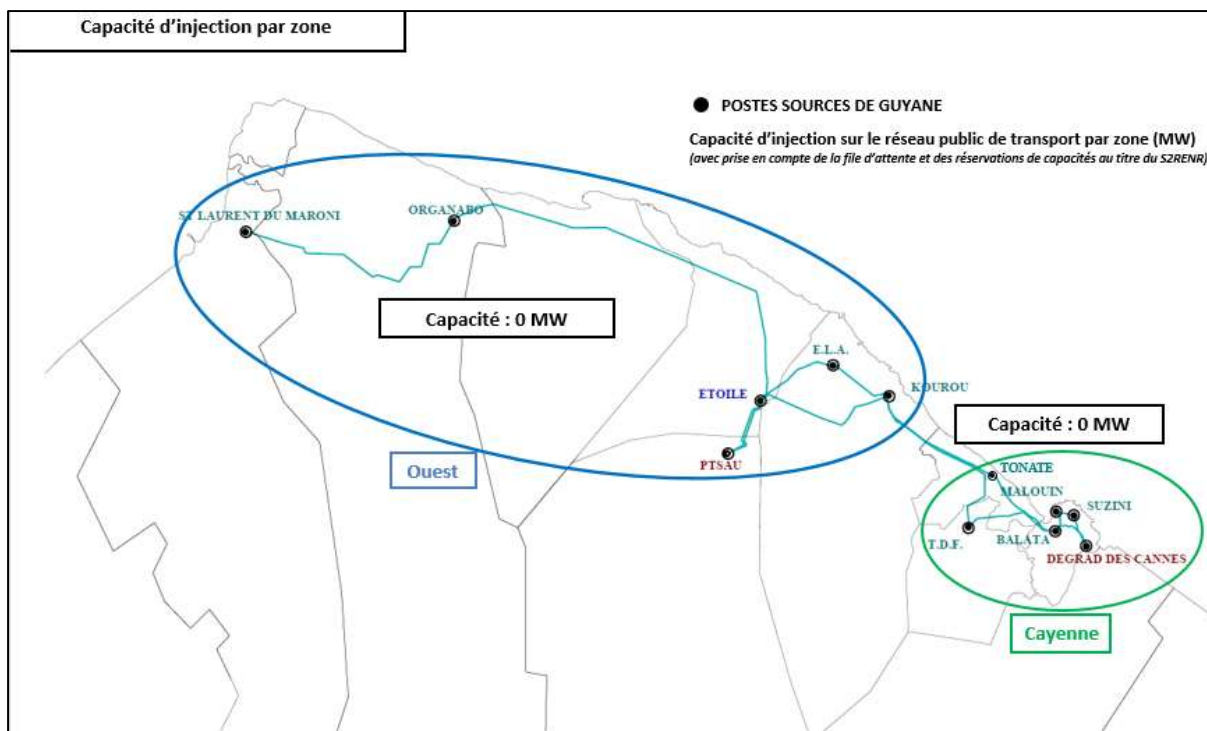 Capacité d'injection par zone
POSTES SOURCES DE GUYANE
Capacité d'injection sur le réseau public de transport par zone (MW)
(avec prise en compte de la file d'attente et des réservations de capacités au titre du S2RENR)
ST LAURENT DU MARONI
ORGANABO
Capacité : 0 MW
E.L.A.
ETOILE
KOUROU
Capacité : 0 MW
PTSAU
Ouest
TONATE
MALOUIN
SUZINI
T.D.F.
BALATA
DEGRAD DES CANNES
Cayenne